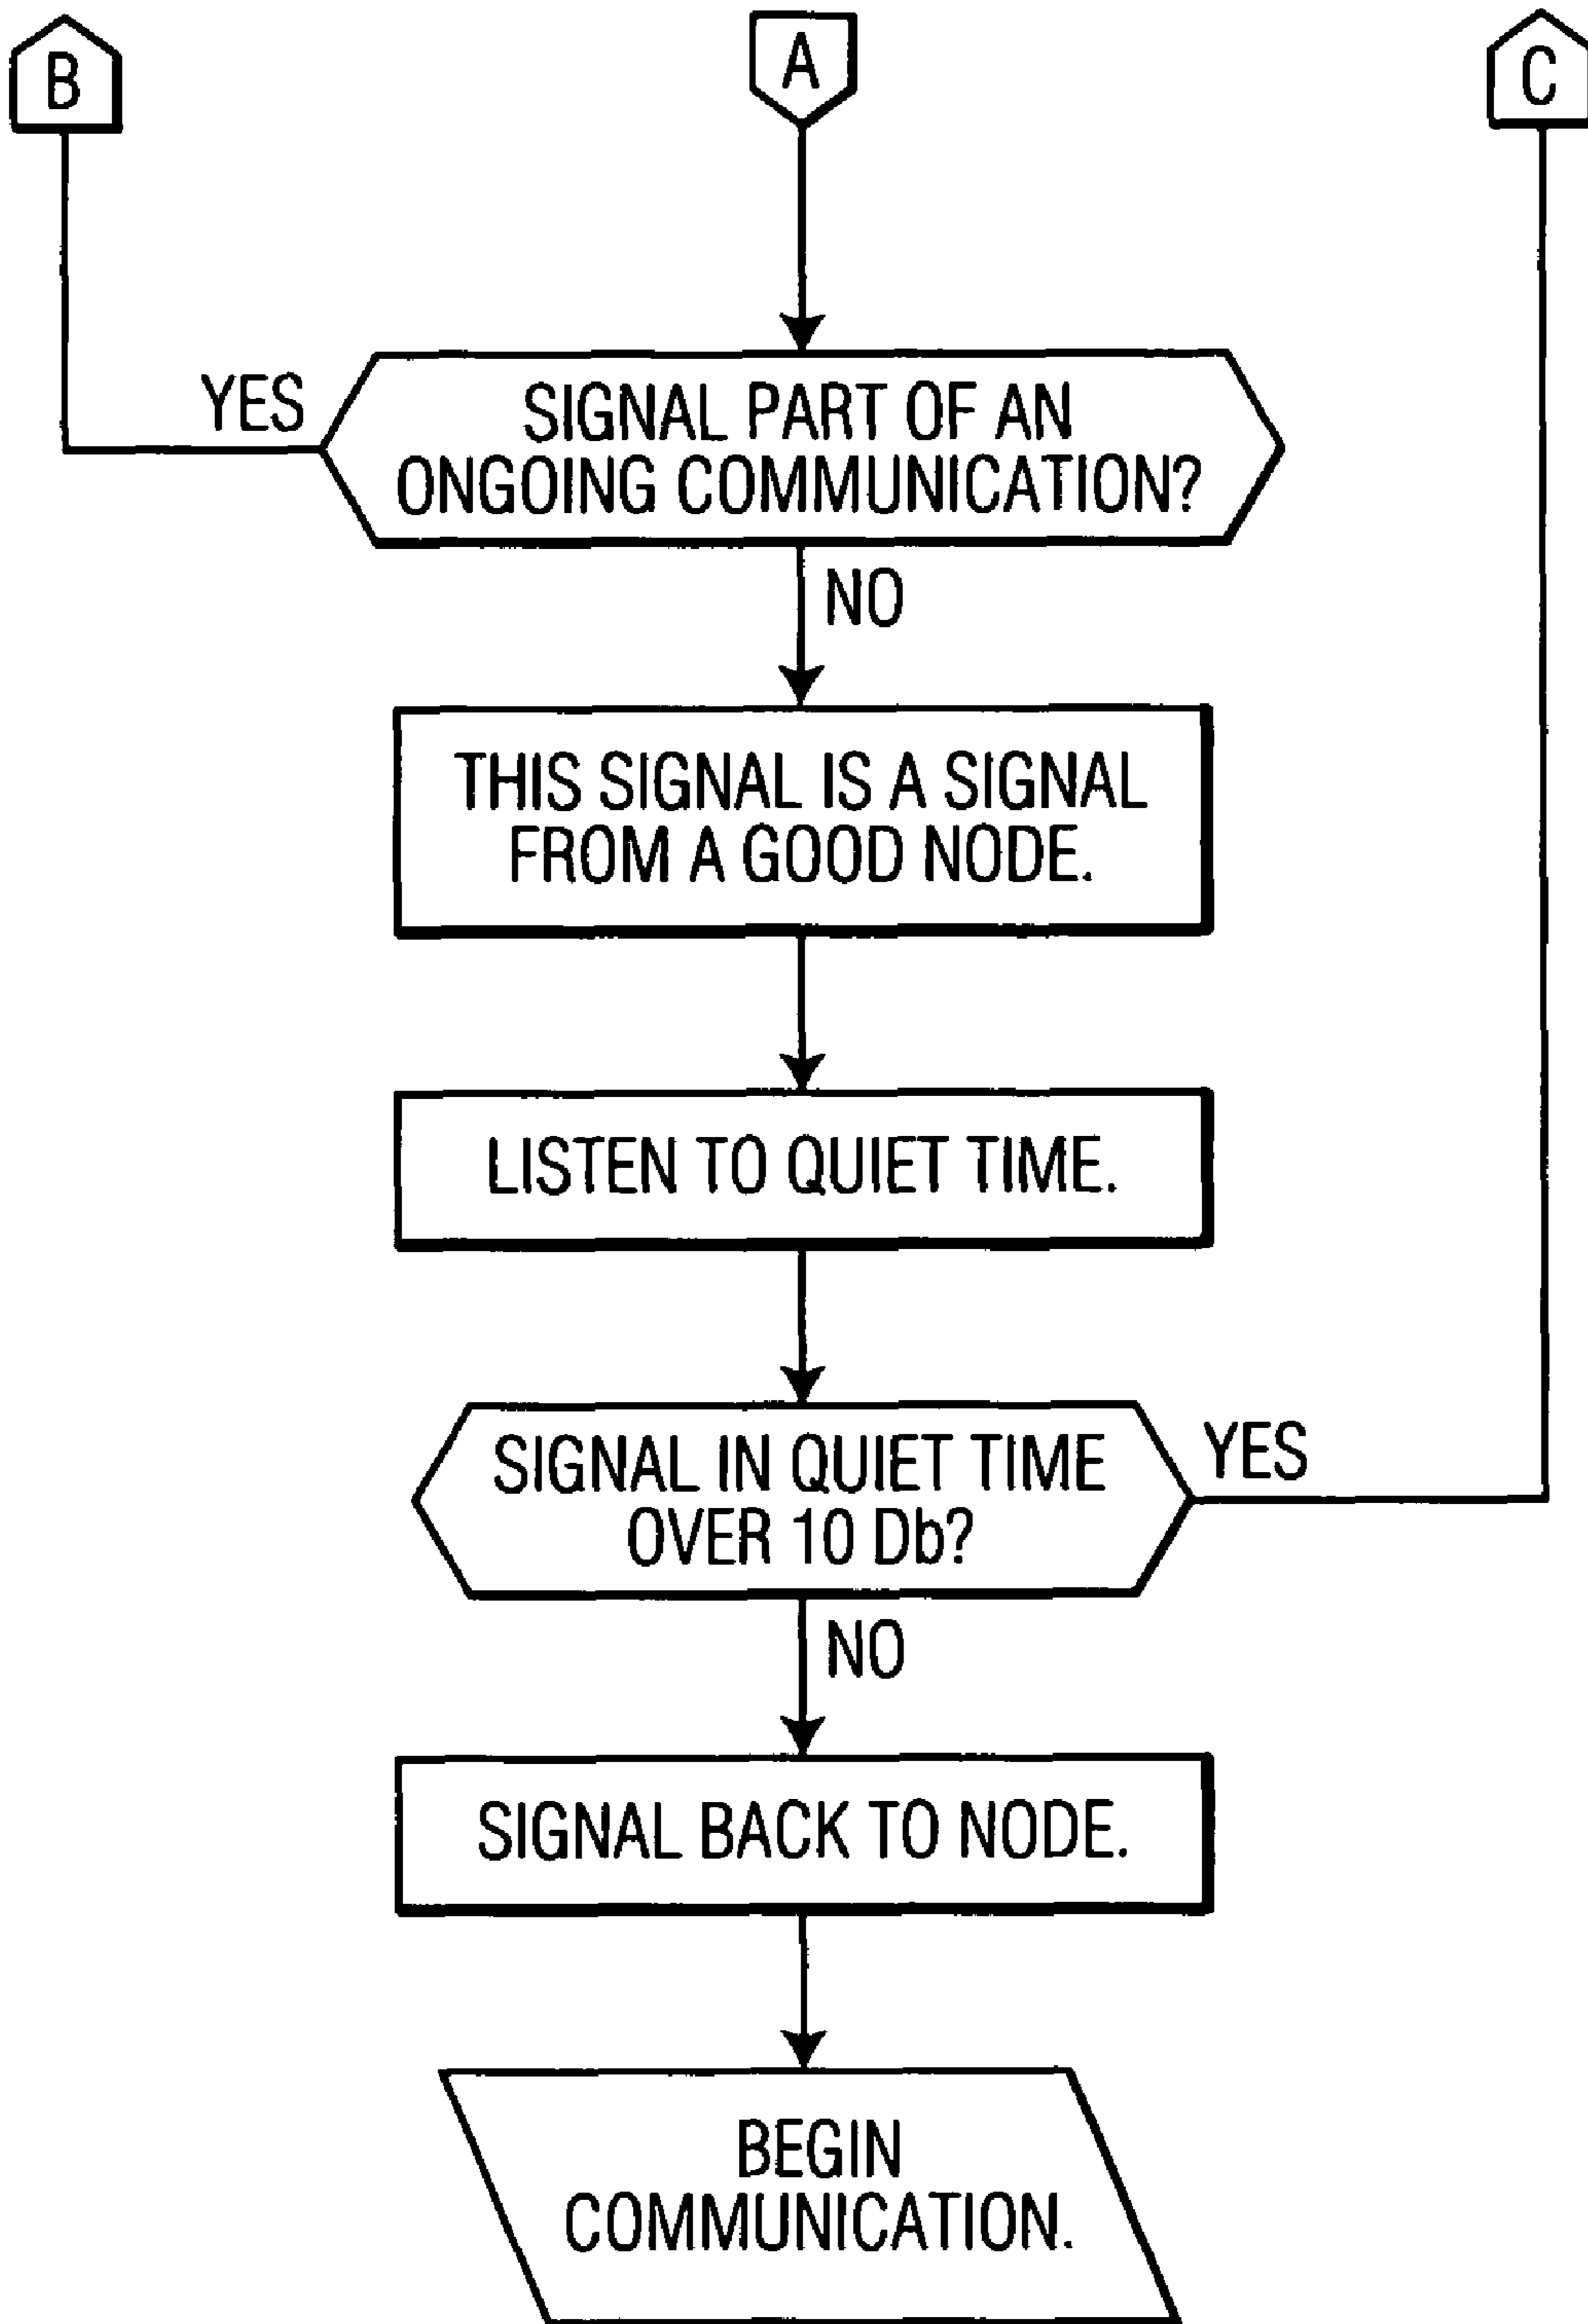 B
A
C
YES
SIGNAL PART OF AN
ONGOING COMMUNICATION?
NO
THIS SIGNAL IS A SIGNAL
FROM A GOOD NODE.
LISTEN TO QUIET TIME.
SIGNAL IN QUIET TIME
OVER 10 Db?
YES
NO
SIGNAL BACK TO NODE.
BEGIN
COMMUNICATION.